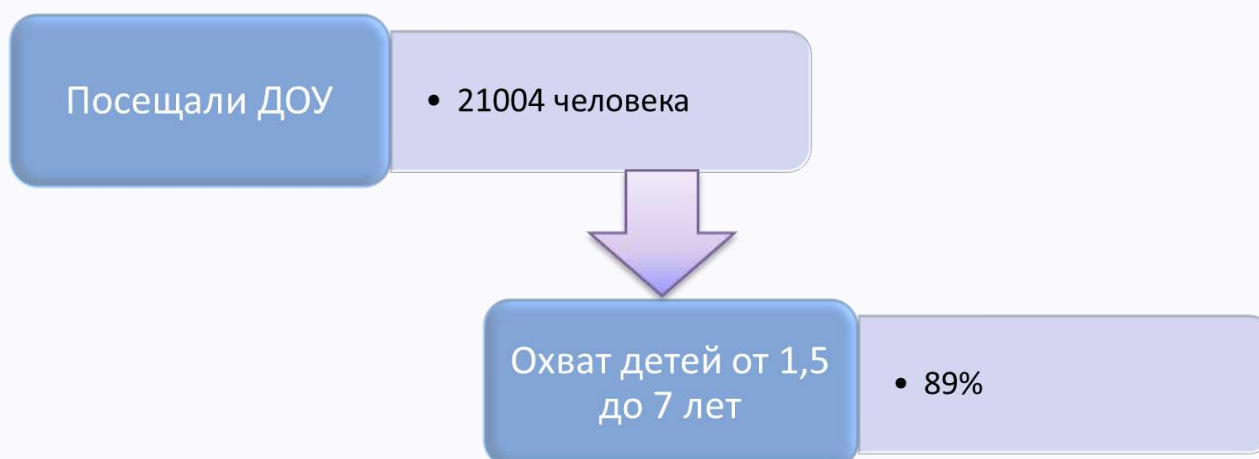 Посещали ДОУ
• 21004 человека
Охват детей от 1,5
до 7 лет
• 89%